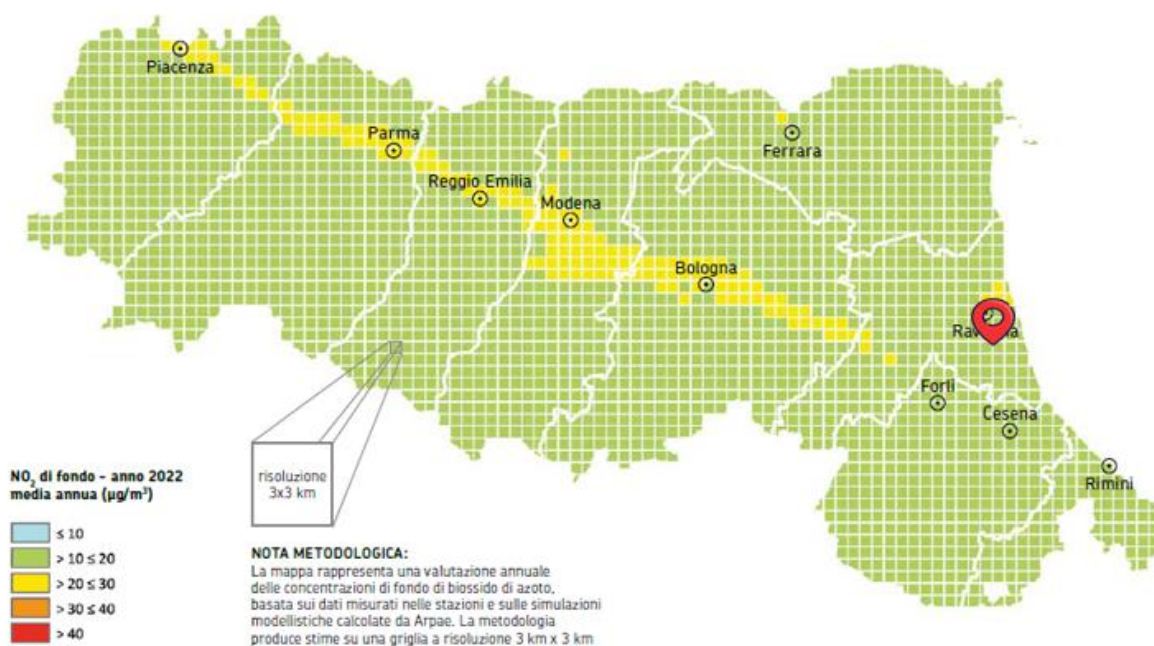 Piacenza
Parma
Reggio Emilia
Modena
Bologna
Ferrara
Forlì
Cesena
Rimini
risoluzione
3x3 km
NO₂ di fondo - anno 2022
media annua (µg/m³)
≤ 10
> 10 ≤ 20
> 20 ≤ 30
> 30 ≤ 40
> 40
NOTA METODOLOGICA:
La mappa rappresenta una valutazione annuale
delle concentrazioni di fondo di biossido di azoto,
basata sui dati misurati nelle stazioni e sulle simulazioni
modellistiche calcolate da Arpae. La metodologia
produce stime su una griglia a risoluzione 3 km x 3 km